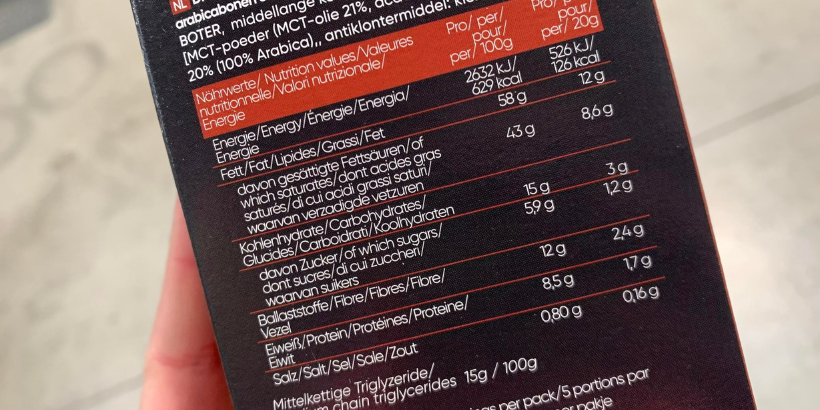 NL
arabicabonen
BOTER, middellange
[MCT-poeder (MCT-olie 21%,
20% (100% Arabica),, antiklontermiddel:
Nährwerte/ Nutrition values/Valeures
nutritionnelle/Valori nutrizionale/
Energie
Pro/ per/
pour/
per/ 100g
Pro/ per/
pour/
per/ 20g
Energie/Energy/Énergie/Energia/
Energie
2632 kJ/
629 kcal
526 kJ/
126 kcal
Fett/Fat/Lipides/Grassi/Fet
58 g
12 g
davon gesättigte Fettsäuren/of
which saturates/dont acides gras
saturés/di cui acidi grassi saturi/
waarvan verzadigde vetzuren
43 g
8,6 g
Kohlenhydrate/Carbohydrates/
Glucides/Carboidrati/Koolhydraten
15 g
3 g
davon Zucker/of which sugars/
dont sucres/di cui zuccheri/
waarvan suikers
5,9 g
1,2 g
Ballaststoffe/Fibre/Fibres/Fibre/
Vezel
12 g
2,4 g
Eiweiß/Protein/Protéines/Proteine/
Eiwit
8,5 g
1,7 g
Salz/Salt/Sel/Sale/Zout
0,80 g
0,16 g
Mittelkettige Triglyzeride/
chain triglycerides 15g / 100g
per pack/5 portions par
pakje